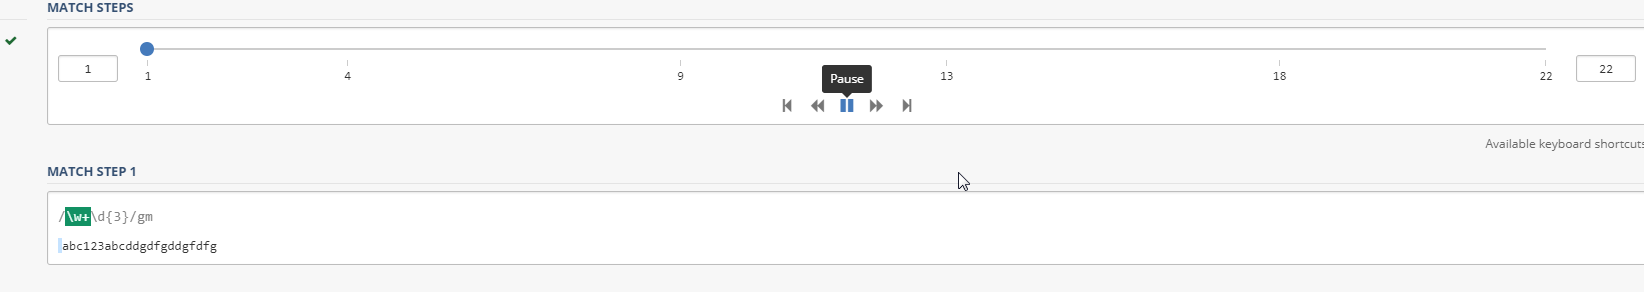 MATCH STEPS
1
22
1 4 9 13 18 22
Pause
Available keyboard shortcuts
MATCH STEP 1
/\w+\d{3}/gm
abc123abcddgdfgddgfdfg